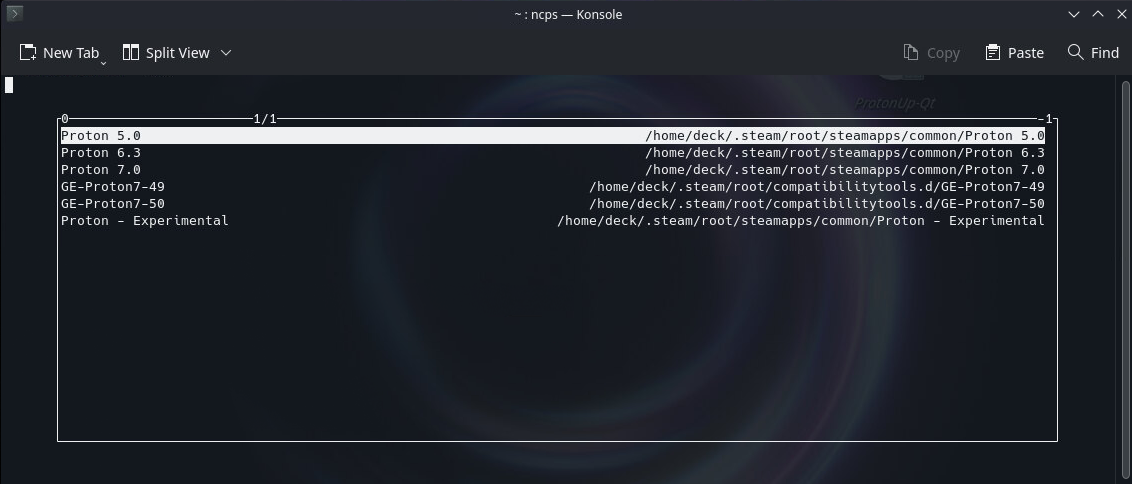 ~ : ncps — Konsole
New Tab Split View Copy Paste Find
ProtonUp-Qt
0 1/1 -1
Proton 5.0 /home/deck/.steam/root/steamapps/common/Proton 5.0
Proton 6.3 /home/deck/.steam/root/steamapps/common/Proton 6.3
Proton 7.0 /home/deck/.steam/root/steamapps/common/Proton 7.0
GE-Proton7-49 /home/deck/.steam/root/compatibilitytools.d/GE-Proton7-49
GE-Proton7-50 /home/deck/.steam/root/compatibilitytools.d/GE-Proton7-50
Proton - Experimental /home/deck/.steam/root/steamapps/common/Proton - Experimental